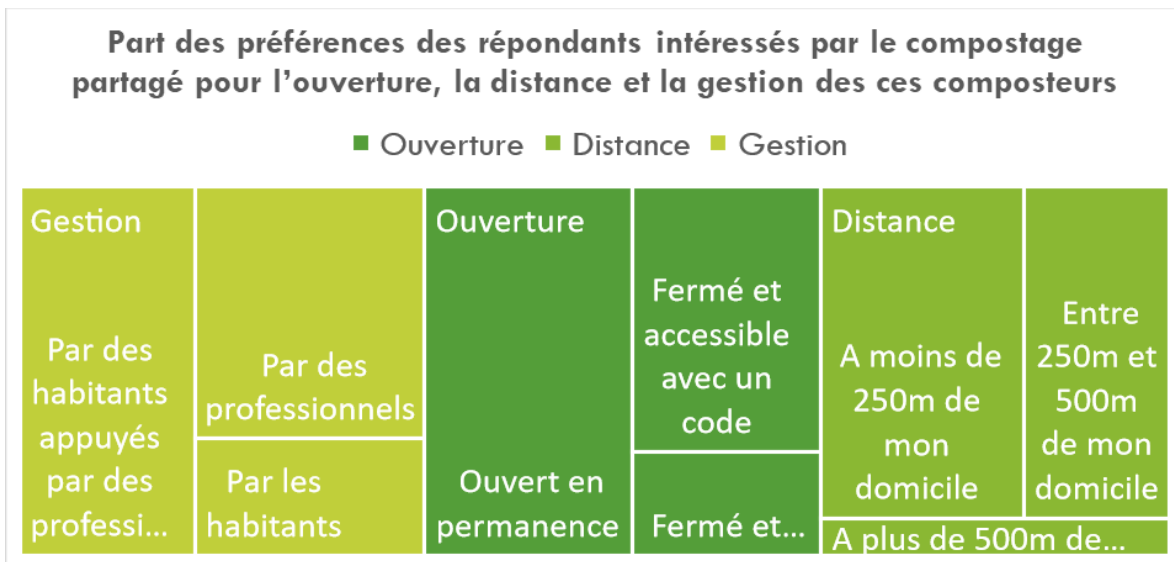 Part des préférences des répondants intéressés par le compostage
partagé pour l’ouverture, la distance et la gestion des ces composteurs
Ouverture Distance Gestion
Gestion
Par des
habitants
appuyés
par des
professi...
Par des
professionnels
Par les
habitants
Ouverture
Ouvert en
permanence
Fermé et
accessible
avec un
code
Fermé et...
Distance
A moins de
250m de
mon
domicile
Entre
250m et
500m
de mon
domicile
A plus de 500m de...